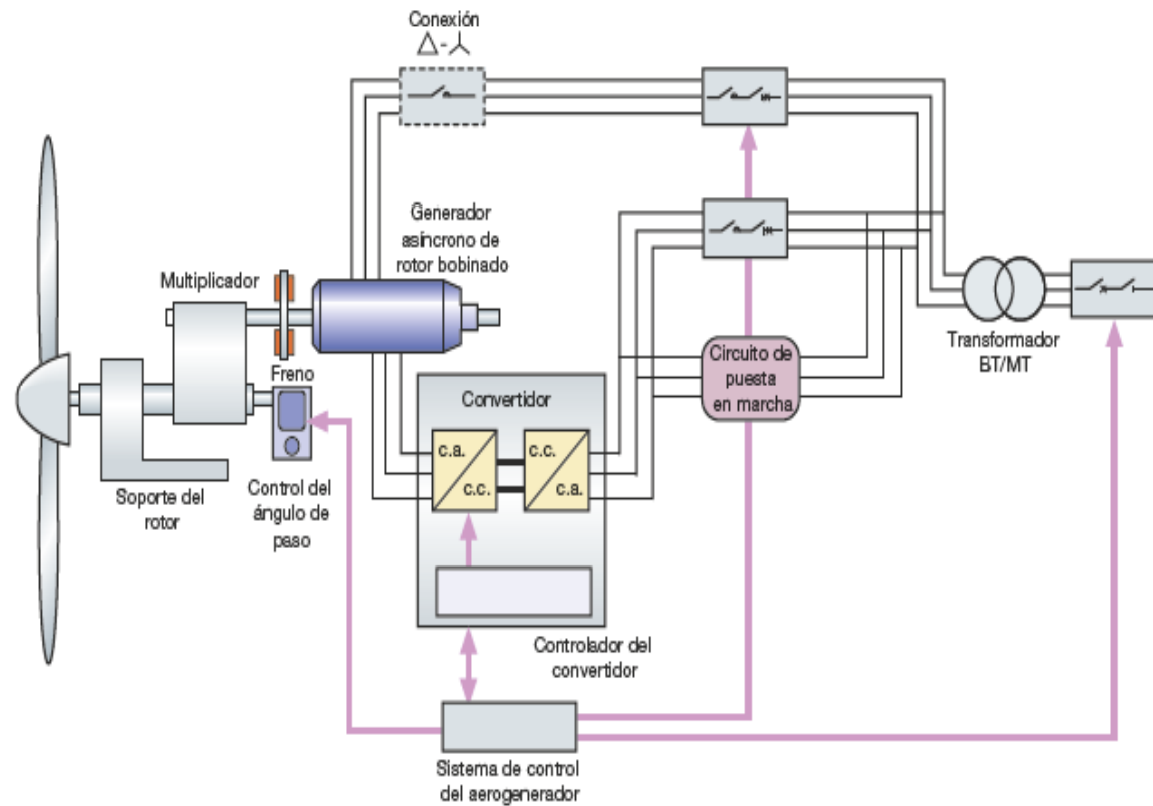 Conexión
Δ-⅄
Generador
asíncrono de
rotor bobinado
Multiplicador
Freno
Transformador
BT/MT
Circuito de
puesta
en marcha
Convertidor
c.a.
c.c.
c.c.
c.a.
Soporte del
rotor
Control del
ángulo de
paso
Controlador del
convertidor
Sistema de control
del aerogenerador